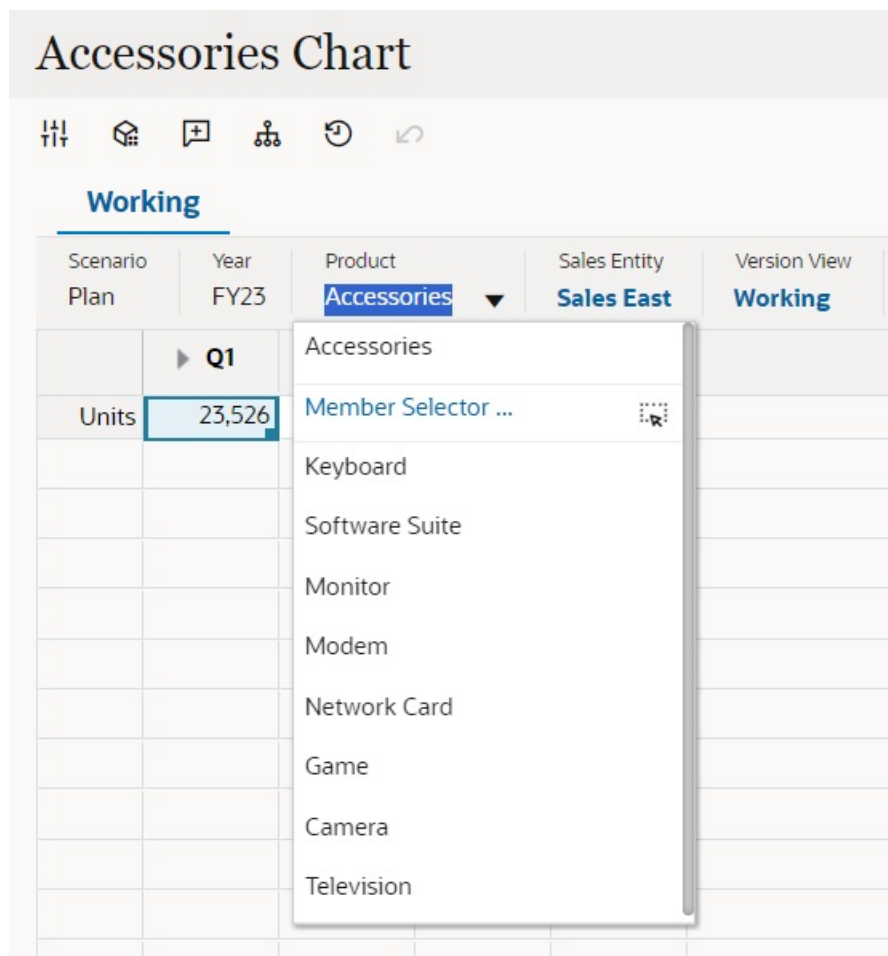 Accessories Chart
Working
Scenario Year Product Sales Entity Version View
Plan FY23 Accessories Sales East Working
Q1
Accessories
Member Selector ...
Units 23,526
Keyboard
Software Suite
Monitor
Modem
Network Card
Game
Camera
Television